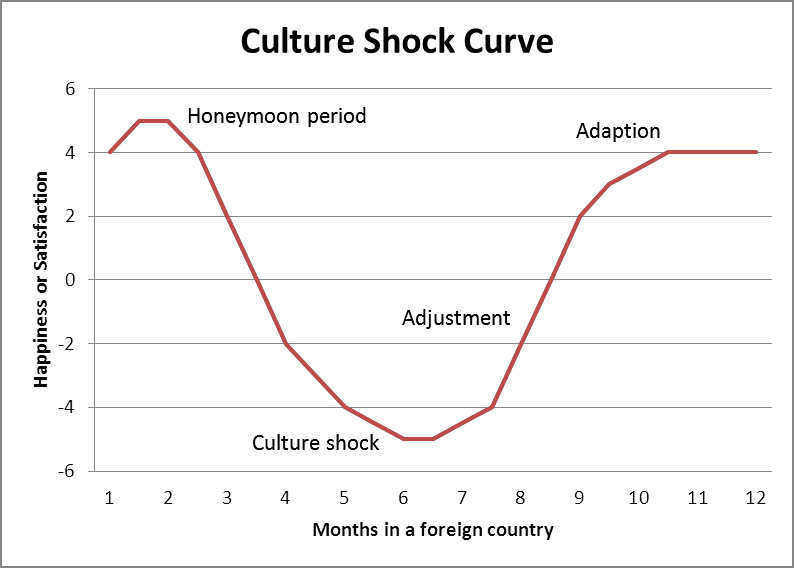 Culture Shock Curve
6
4
2
0
-2
-4
-6
Happiness or Satisfaction
Honeymoon period
Adaption
Adjustment
Culture shock
1 2 3 4 5 6 7 8 9 10 11 12
Months in a foreign country